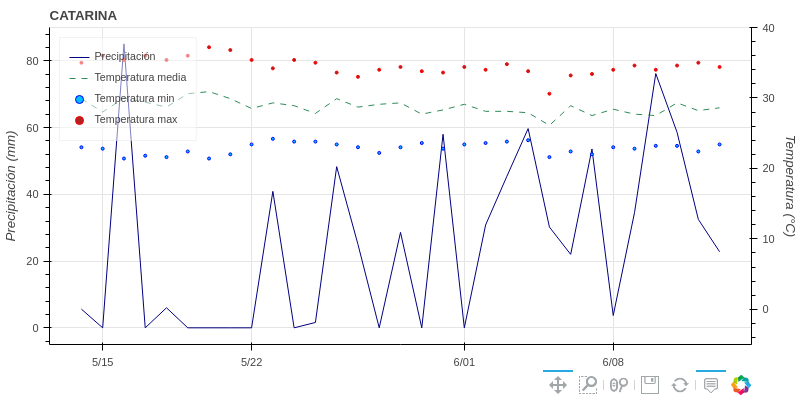 CATARINA
Precipitación
Temperatura media
Temperatura min
Temperatura max
Precipitación (mm)
80
60
40
20
0
Temperatura (°C)
40
30
20
10
0
5/15
5/22
6/01
6/08